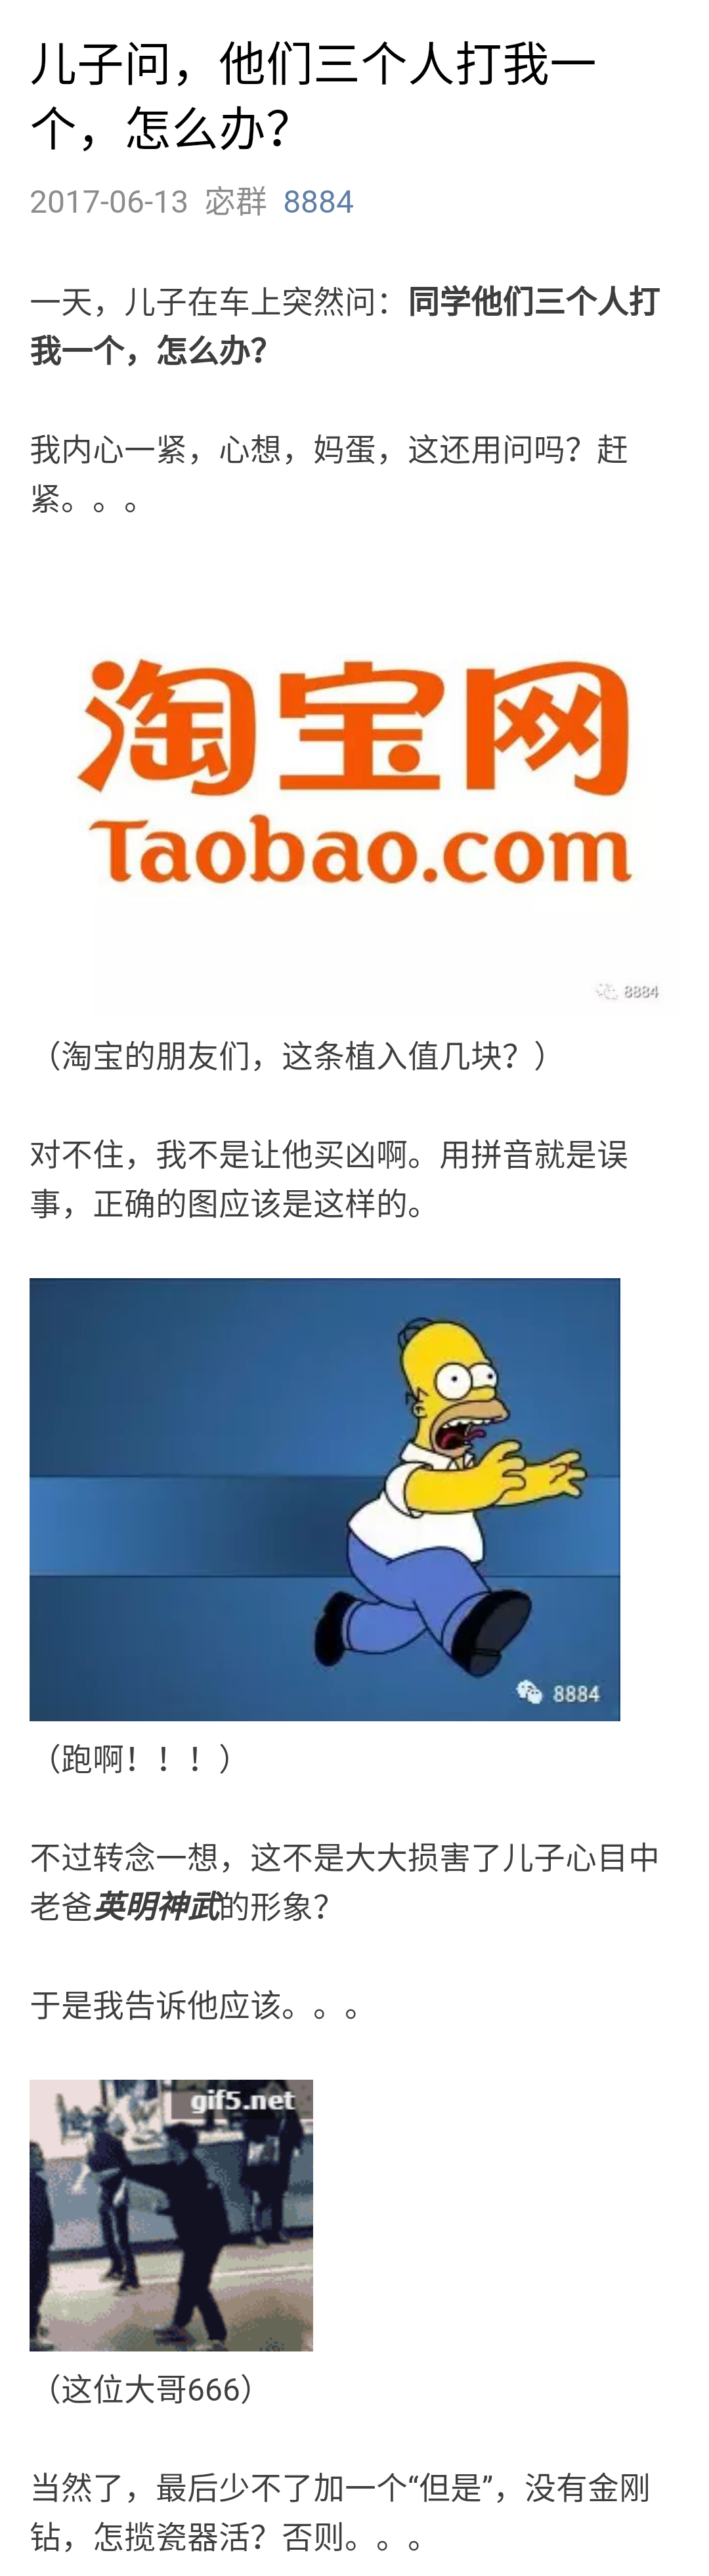 儿子问，他们三个人打我一
个，怎么办？
2017-06-13 宓群 8884
一天，儿子在车上突然问：同学他们三个人打
我一个，怎么办？
我内心一紧，心想，妈蛋，这还用问吗？赶
紧。。。
淘宝网
Taobao.com
8884
（淘宝的朋友们，这条植入值几块？）
对不住，我不是让他买凶啊。用拼音就是误
事，正确的图应该是这样的。
8884
（跑啊！！！）
不过转念一想，这不是大大损害了儿子心目中
老爸英明神武的形象？
于是我告诉他应该。。。
gif5.net
（这位大哥666）
当然了，最后少不了加一个“但是”，没有金刚
钻，怎揽瓷器活？否则。。。